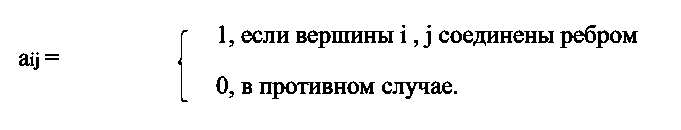 1, если вершины i , j соединены ребром
aij =
0, в противном случае.